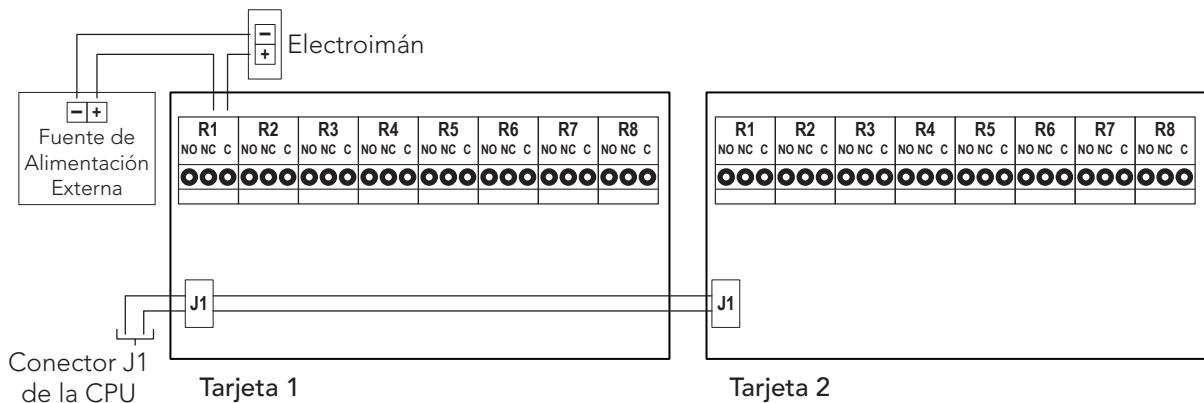 − +
Electroimán
− +
Fuente de
Alimentación
Externa
R1 R2 R3 R4 R5 R6 R7 R8
NO NC C NO NC C NO NC C NO NC C NO NC C NO NC C NO NC C NO NC C
R1 R2 R3 R4 R5 R6 R7 R8
NO NC C NO NC C NO NC C NO NC C NO NC C NO NC C NO NC C NO NC C
J1
J1
Conector J1
de la CPU
Tarjeta 1
Tarjeta 2